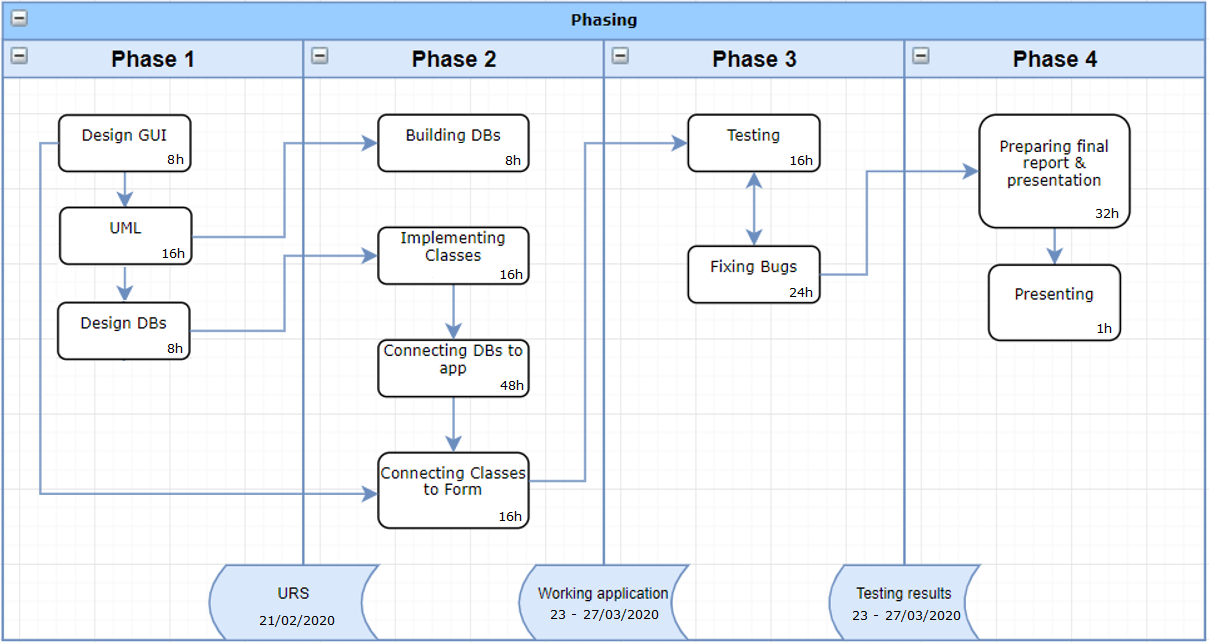 Phasing
Phase 1
Phase 2
Phase 3
Phase 4
Design GUI
8h
UML
16h
Design DBs
8h
Building DBs
8h
Implementing
Classes
16h
Connecting DBs to
app
48h
Connecting Classes
to Form
16h
Testing
16h
Fixing Bugs
24h
Preparing final
report &
presentation
32h
Presenting
1h
URS
21/02/2020
Working application
23 - 27/03/2020
Testing results
23 - 27/03/2020